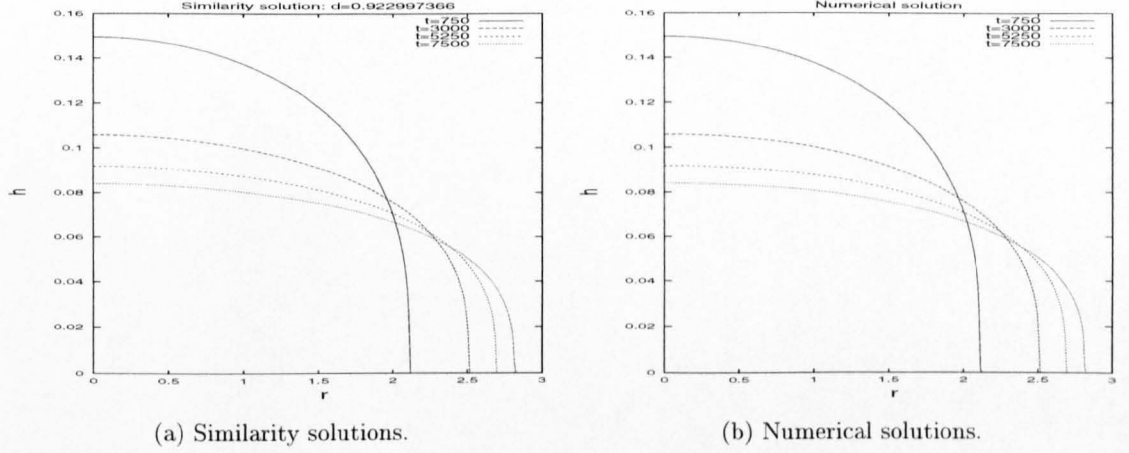 Similarity solution: d=0.922997366
t=750
t=3000
t=5250
t=7500
0.16
0.14
0.12
0.1
0.08
0.06
0.04
0.02
0
h
0
0.5
1
1.5
2
2.5
3
r
(a) Similarity solutions.
Numerical solution
t=750
t=3000
t=5250
t=7500
0.16
0.14
0.12
0.1
0.08
0.06
0.04
0.02
0
h
0
0.5
1
1.5
2
2.5
3
r
(b) Numerical solutions.